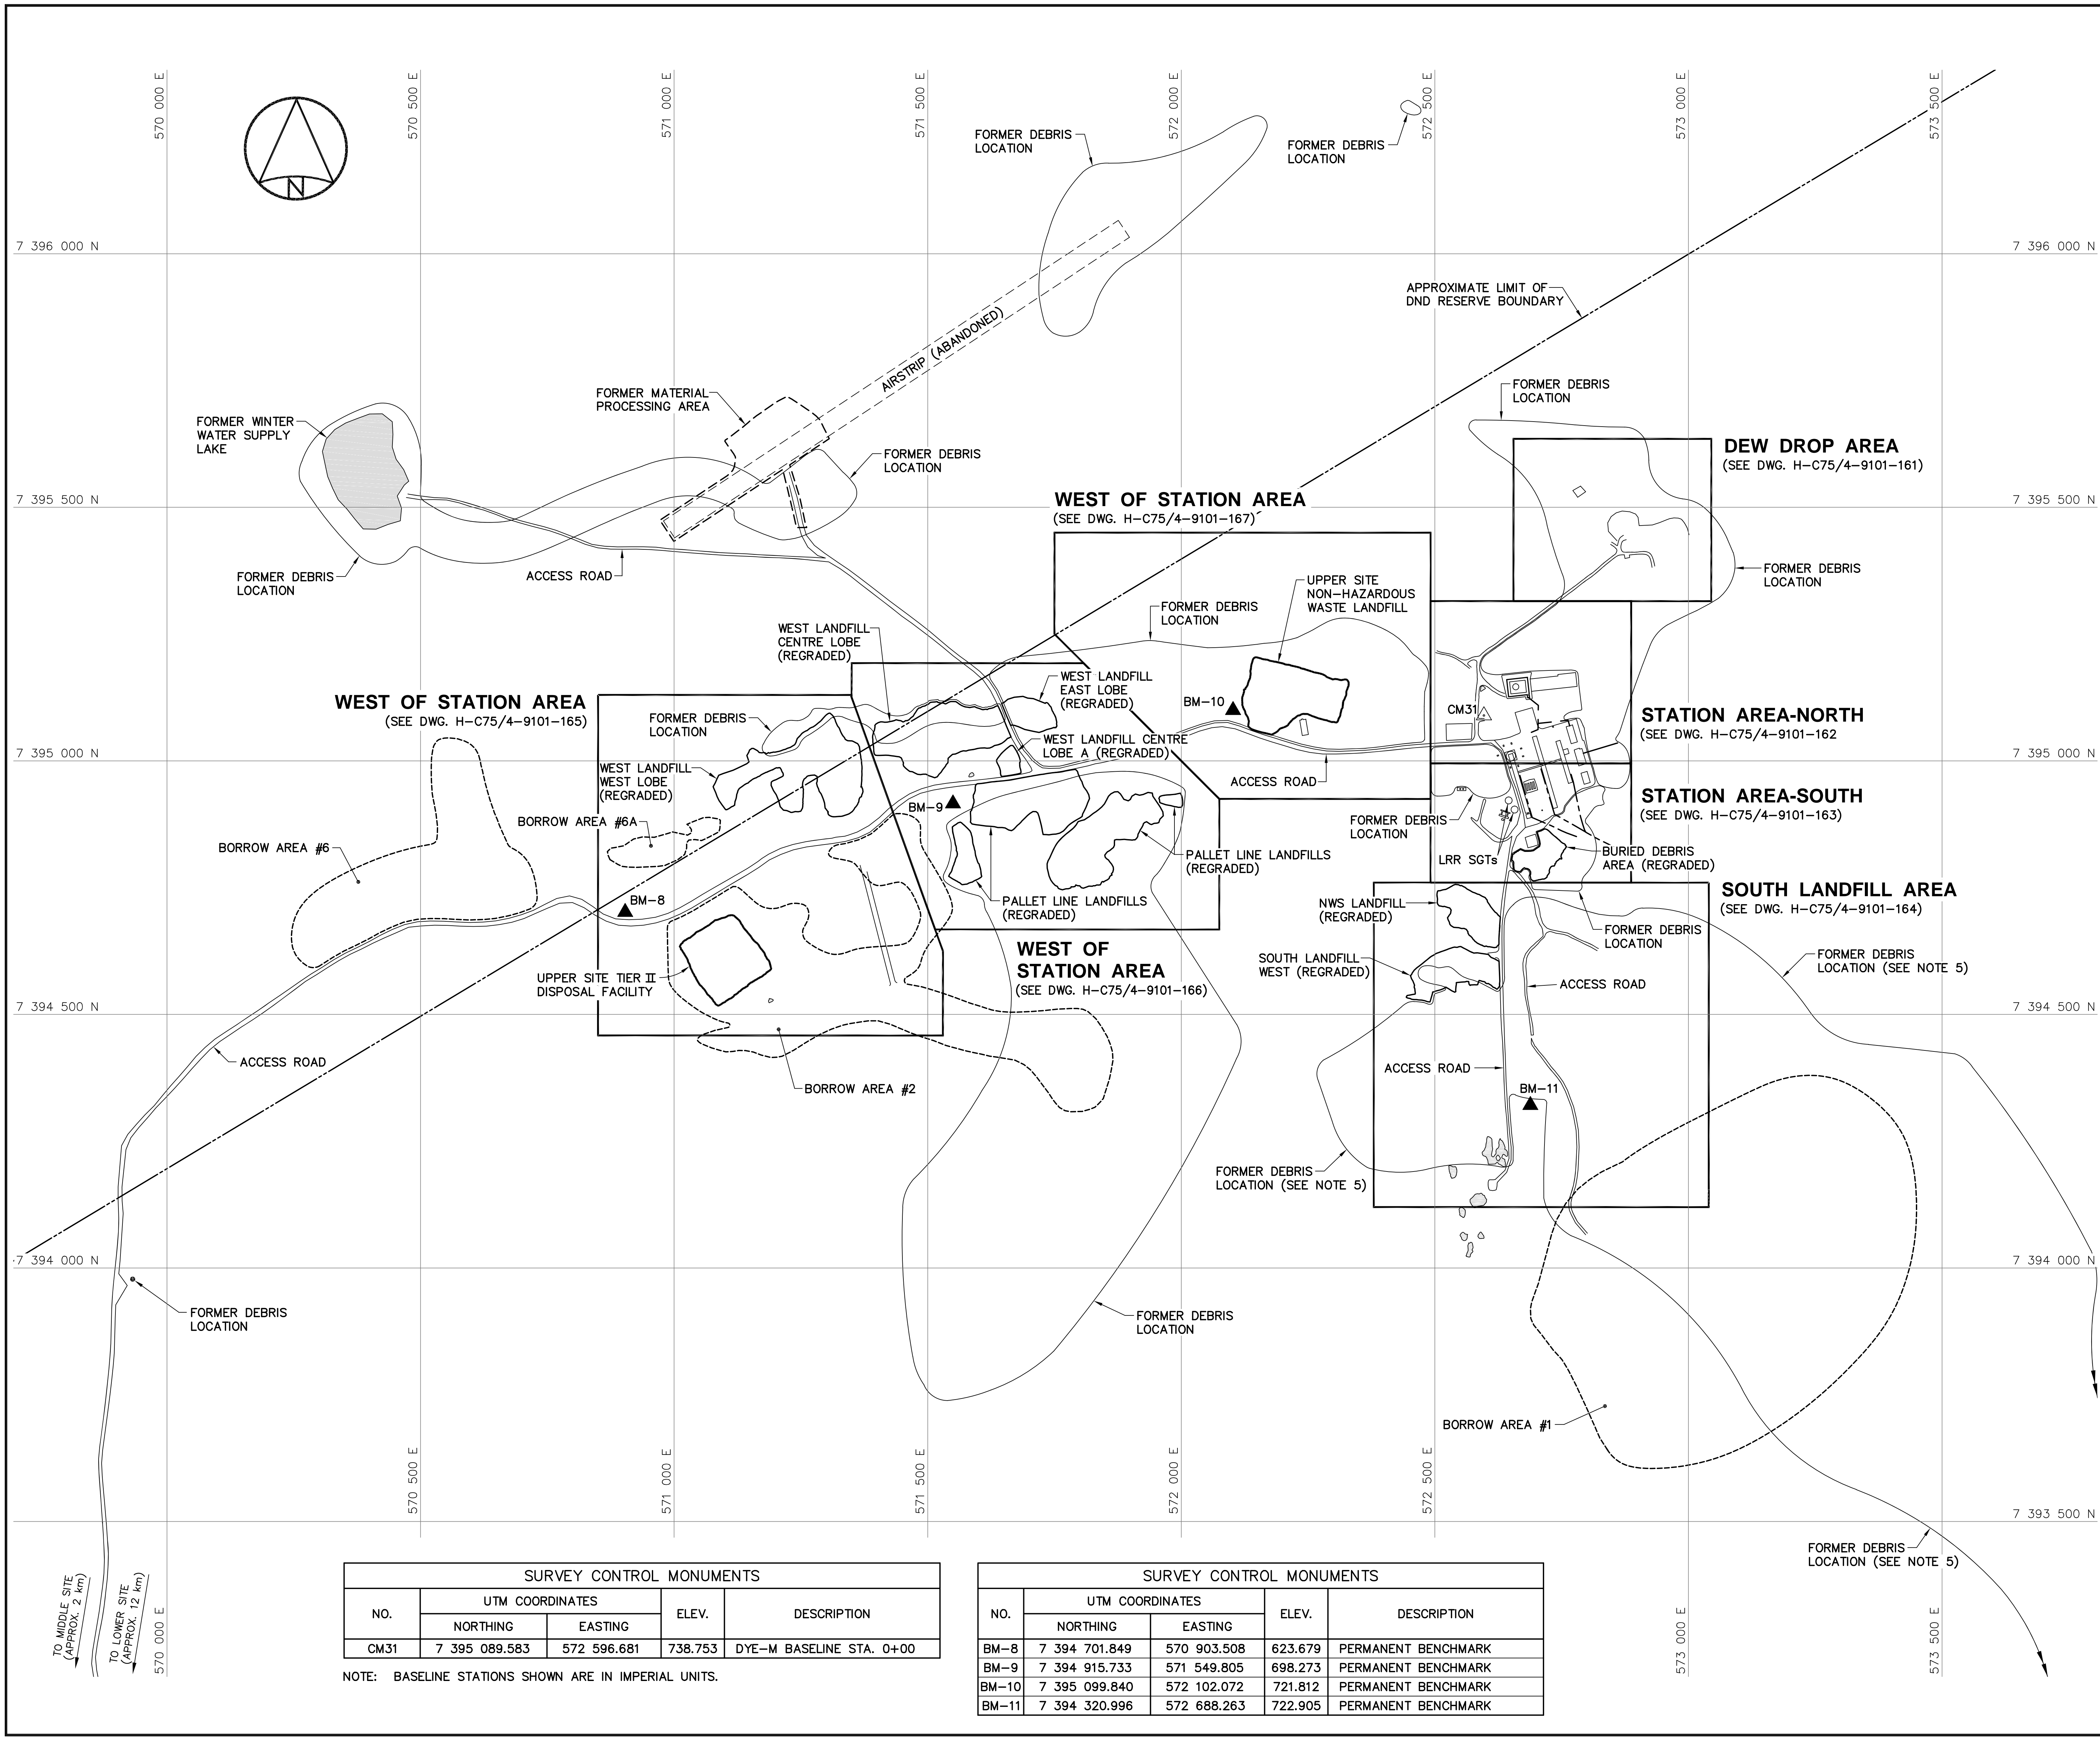 570 000 E
570 500 E
571 000 E
571 500 E
572 000 E
572 500 E
573 000 E
573 500 E
N
FORMER DEBRIS
LOCATION
FORMER DEBRIS
LOCATION
7 396 000 N
7 396 000 N
APPROXIMATE LIMIT OF
DND RESERVE BOUNDARY
AIRSTRIP (ABANDONED)
FORMER MATERIAL
PROCESSING AREA
FORMER WINTER
WATER SUPPLY
LAKE
FORMER DEBRIS
LOCATION
FORMER DEBRIS
LOCATION
DEW DROP AREA
(SEE DWG. H-C75/4-9101-161)
7 395 500 N
7 395 500 N
WEST OF STATION AREA
(SEE DWG. H-C75/4-9101-167)
FORMER DEBRIS
LOCATION
ACCESS ROAD
FORMER DEBRIS
LOCATION
UPPER SITE
NON-HAZARDOUS
WASTE LANDFILL
FORMER DEBRIS
LOCATION
WEST LANDFILL
CENTRE LOBE
(REGRADED)
WEST LANDFILL
EAST LOBE
(REGRADED)
WEST OF STATION AREA
(SEE DWG. H-C75/4-9101-165)
FORMER DEBRIS
LOCATION
BM-10
CM31
STATION AREA-NORTH
(SEE DWG. H-C75/4-9101-162
WEST LANDFILL CENTRE
LOBE A (REGRADED)
7 395 000 N
7 395 000 N
WEST LANDFILL
WEST LOBE
(REGRADED)
ACCESS ROAD
BM-9
STATION AREA-SOUTH
(SEE DWG. H-C75/4-9101-163)
BORROW AREA #6A
BORROW AREA #6
FORMER DEBRIS
LOCATION
LRR SGTs
BURIED DEBRIS
AREA (REGRADED)
PALLET LINE LANDFILLS
(REGRADED)
BM-8
PALLET LINE LANDFILLS
(REGRADED)
NWS LANDFILL
(REGRADED)
SOUTH LANDFILL AREA
(SEE DWG. H-C75/4-9101-164)
FORMER DEBRIS
LOCATION
WEST OF
STATION AREA
(SEE DWG. H-C75/4-9101-166)
SOUTH LANDFILL
WEST (REGRADED)
FORMER DEBRIS
LOCATION (SEE NOTE 5)
UPPER SITE TIER II
DISPOSAL FACILITY
ACCESS ROAD
7 394 500 N
7 394 500 N
ACCESS ROAD
BORROW AREA #2
ACCESS ROAD
BM-11
FORMER DEBRIS
LOCATION (SEE NOTE 5)
7 394 000 N
7 394 000 N
FORMER DEBRIS
LOCATION
FORMER DEBRIS
LOCATION
BORROW AREA #1
570 500 E
571 000 E
571 500 E
572 000 E
572 500 E
7 393 500 N
FORMER DEBRIS
LOCATION (SEE NOTE 5)
TO MIDDLE SITE
(APPROX. 2 km)
TO LOWER SITE
(APPROX. 12 km)
570 000 E
573 000 E
573 500 E
SURVEY CONTROL MONUMENTS
NO. UTM COORDINATES ELEV. DESCRIPTION
NORTHING EASTING
CM31 7 395 089.583 572 596.681 738.753 DYE-M BASELINE STA. 0+00
NOTE: BASELINE STATIONS SHOWN ARE IN IMPERIAL UNITS.
SURVEY CONTROL MONUMENTS
NO. UTM COORDINATES ELEV. DESCRIPTION
NORTHING EASTING
BM-8 7 394 701.849 570 903.508 623.679 PERMANENT BENCHMARK
BM-9 7 394 915.733 571 549.805 698.273 PERMANENT BENCHMARK
BM-10 7 395 099.840 572 102.072 721.812 PERMANENT BENCHMARK
BM-11 7 394 320.996 572 688.263 722.905 PERMANENT BENCHMARK